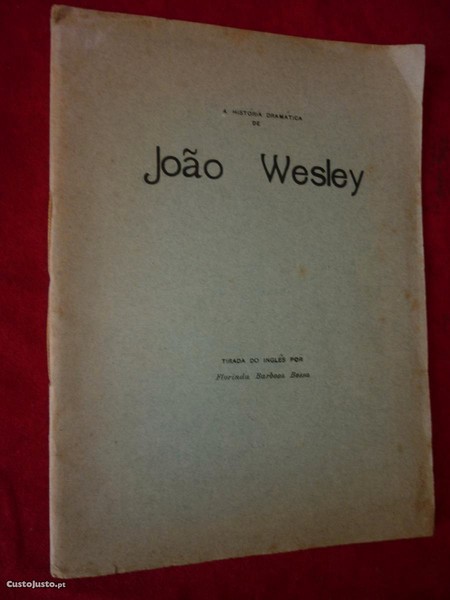 A HISTORIA DRAMATICA
DE
João Wesley
TIRADA DO INGLÊS POR
Florinda Barbosa Sousa
CustoJusto.pt